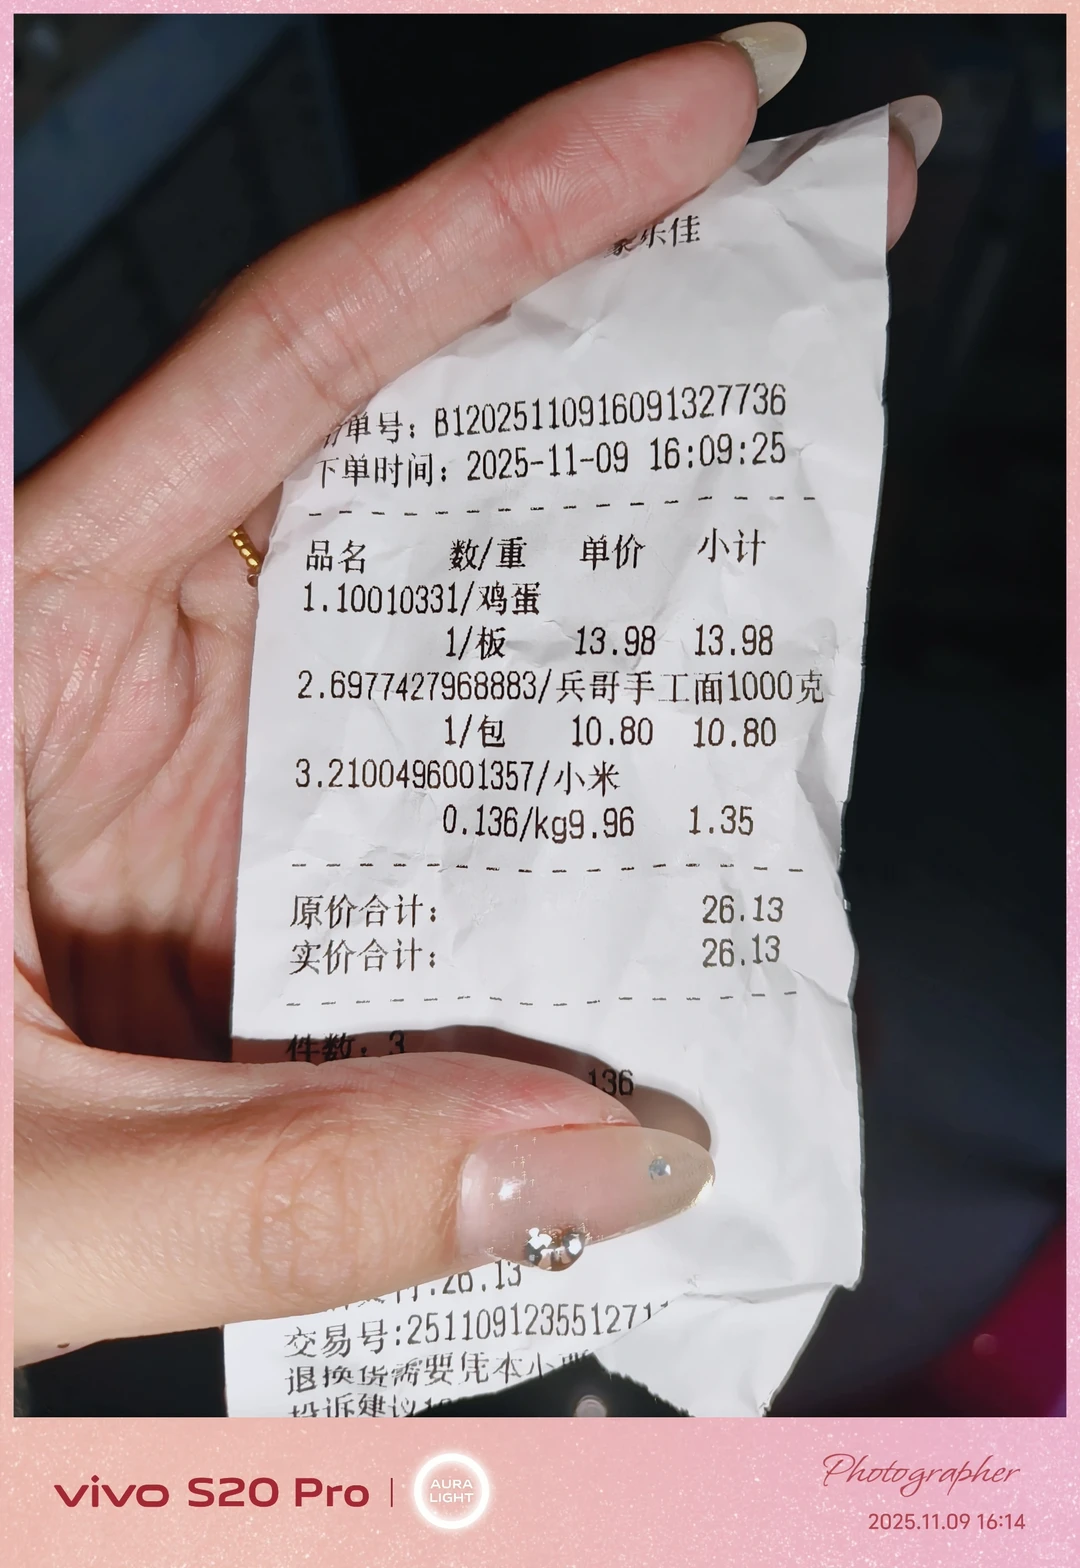 乐佳
单号: B12025110916091327736
下单时间: 2025-11-09 16:09:25
品名 数/重 单价 小计
1.10010331/鸡蛋
1/板 13.98 13.98
2.6977427968883/兵哥手工面1000克
1/包 10.80 10.80
3.2100496001357/小米
0.136/kg9.96 1.35
原价合计: 26.13
实价合计: 26.13
件数: 3
136
26.13
交易号:251109123551271
退换货需要凭本小
投诉建议
vivo S20 Pro | AURA LIGHT
Photographer
2025.11.09 16:14